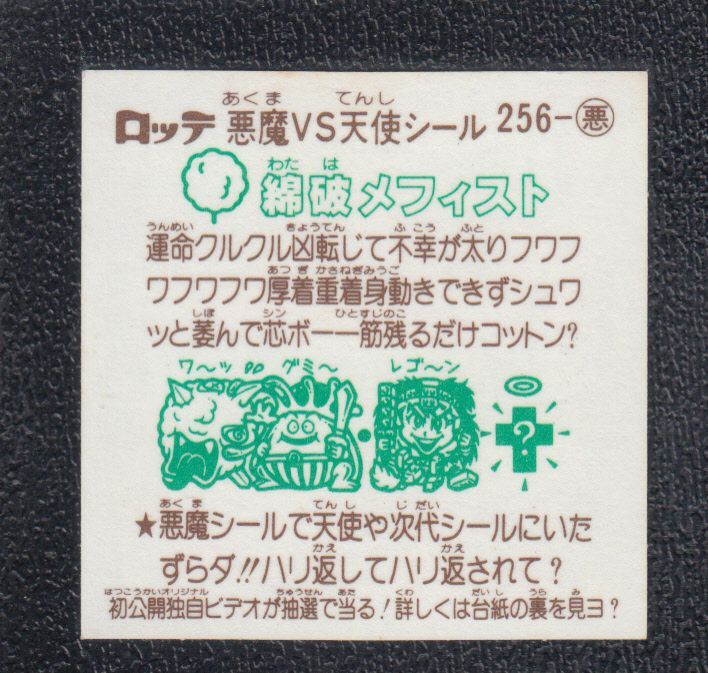 あくま てんし
ロッテ 悪魔VS天使シール 256-悪
わた は
綿破メフィスト
うんめい きょうてん ふこう ふと
運命クルクル凶転じて不幸が太りフワフ
あつぎ かさねぎみうご
ワフワフワ厚着重着身動きできずシュワ
しぼ シン ひとすじのこ
ッと萎んで芯ボー一筋残るだけコットン?
ワ〜ッ グミ〜 レゴ〜ン
?
あくま てんし じだい
★悪魔シールで天使や次代シールにいた
かえ かえ
ずらダ!!ハリ返してハリ返されて?
はつこうかいオリジナル ちゅうせん あた くわ だいし うら み
初公開独自ビデオが抽選で当る!詳しくは台紙の裏を見ヨ?